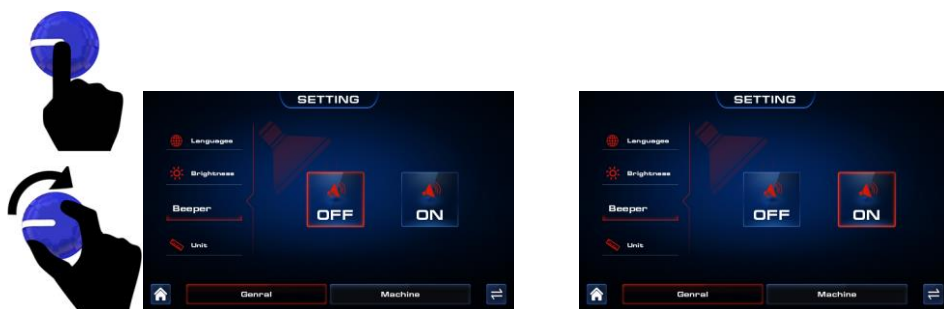 SETTING
Languages
Brightness
Beeper
OFF
ON
Unit
Genral
Machine
SETTING
Languages
Brightness
Beeper
OFF
ON
Unit
Genral
Machine